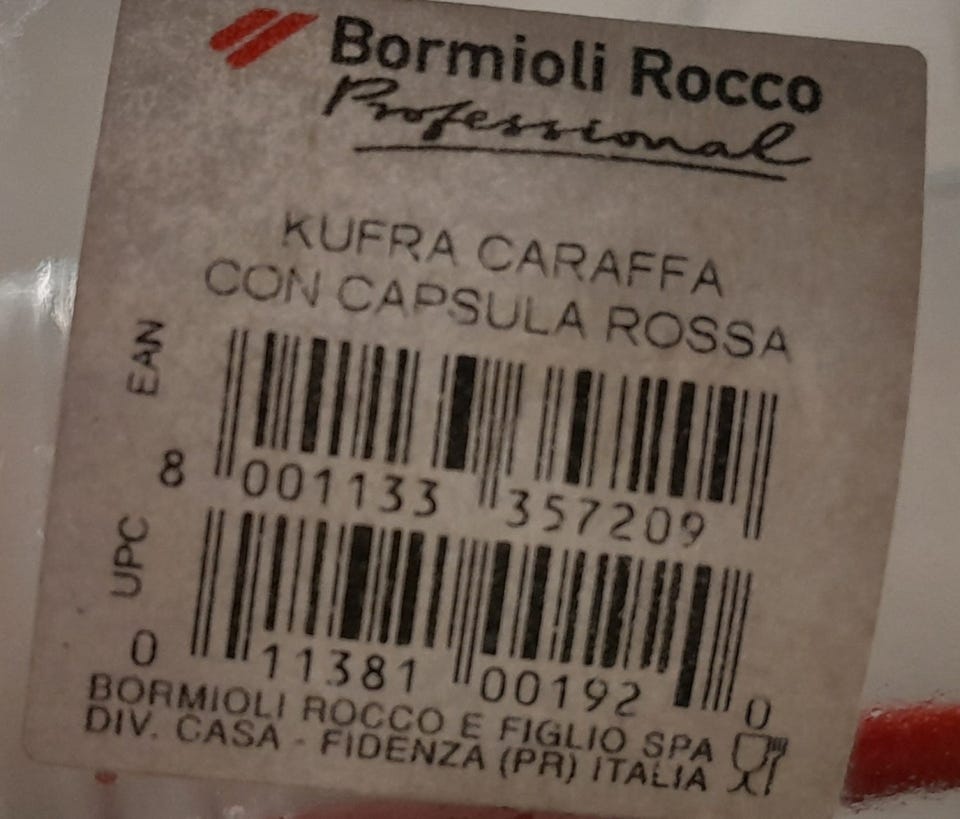 Bormioli Rocco
Professional
KUFRA CARAFFA
CON CAPSULA ROSSA
EAN
8 001133 357209
UPC
0 11381 00192 0
BORMIOLI ROCCO E FIGLIO SPA
DIV. CASA - FIDENZA (PR) ITALIA